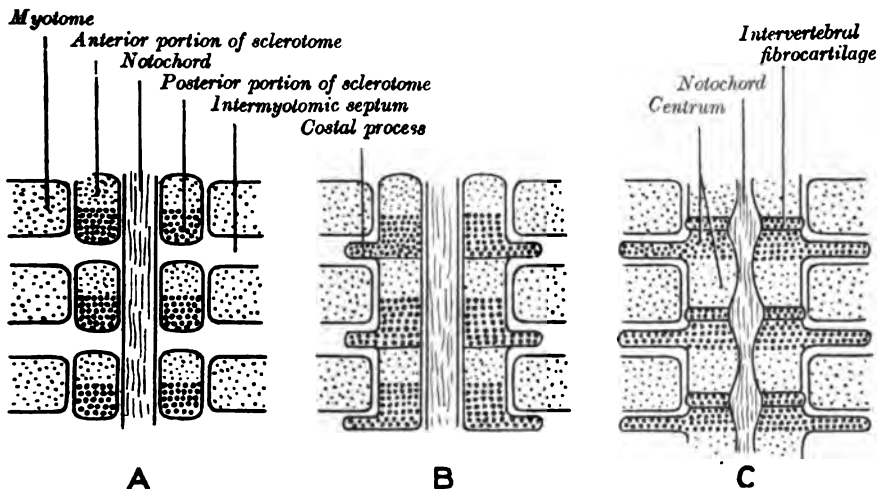 Myotome
Anterior portion of sclerotome
Notochord
Posterior portion of sclerotome
Intermyotomic septum
Costal process
Intervertebral
fibrocartilage
Notochord
Centrum
A
B
C